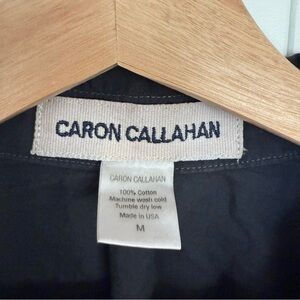 CARON CALLAHAN
CARON CALLAHAN
100% Cotton
Machine wash cold
Tumble dry low
Made in USA
M